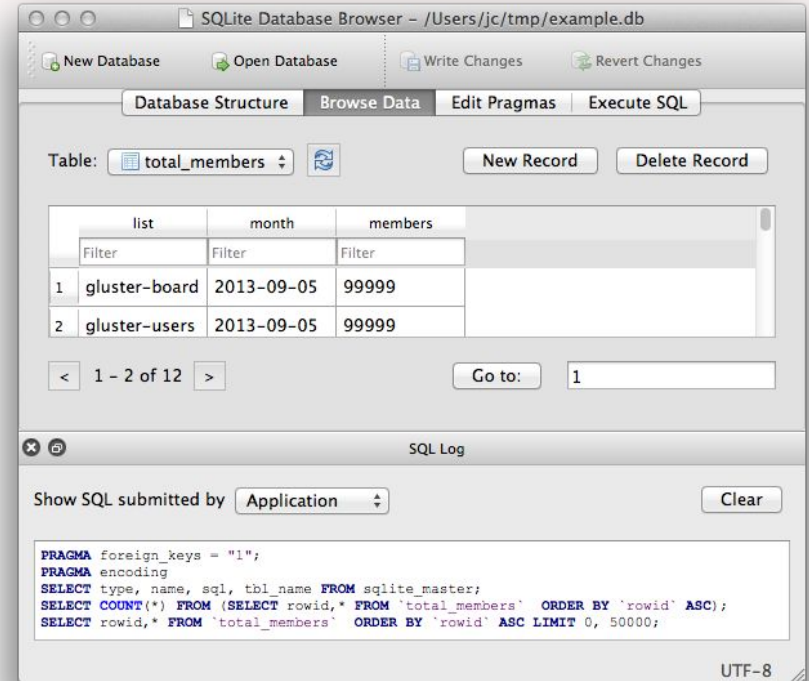 SQLite Database Browser – /Users/jc/tmp/example.db
New Database Open Database Write Changes Revert Changes
Database Structure Browse Data Edit Pragmas Execute SQL
Table: total_members New Record Delete Record
list month members
Filter Filter Filter
1 gluster-board 2013-09-05 99999
2 gluster-users 2013-09-05 99999
< 1 – 2 of 12 > Go to: 1
SQL Log
Show SQL submitted by Application Clear
PRAGMA foreign_keys = "1";
PRAGMA encoding
SELECT type, name, sql, tbl_name FROM sqlite_master;
SELECT COUNT(*) FROM (SELECT rowid,* FROM `total_members`  ORDER BY `rowid` ASC);
SELECT rowid,* FROM `total_members`  ORDER BY `rowid` ASC LIMIT 0, 50000;
UTF-8